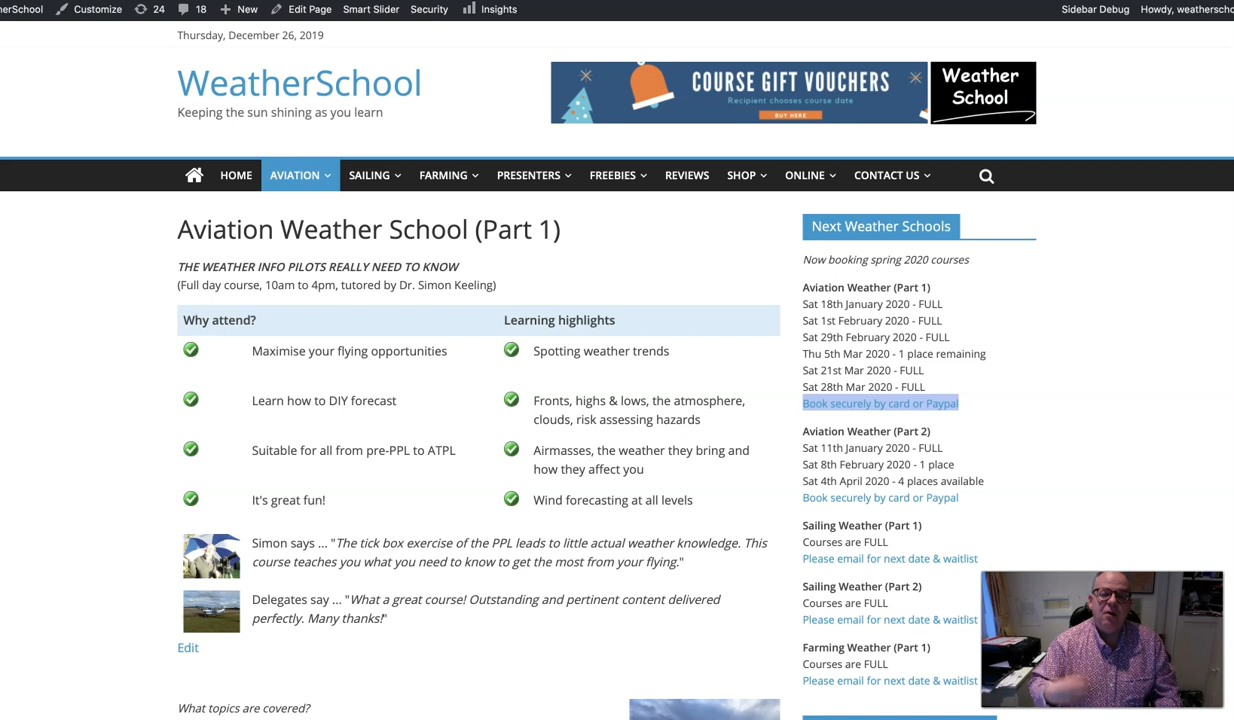 erSchool Customize 24 18 New Edit Page Smart Slider Security Insights Sidebar Debug Howdy,
Thursday, December 26, 2019
WeatherSchool
Keeping the sun shining as you learn
COURSE GIFT VOUCHERS
Recipient chooses course date
BUY HERE
Weather
School
HOME AVIATION SAILING FARMING PRESENTERS FREEBIES REVIEWS SHOP ONLINE CONTACT US
Aviation Weather School (Part 1)
THE WEATHER INFO PILOTS REALLY NEED TO KNOW
(Full day course, 10am to 4pm, tutored by Dr. Simon Keeling)
Why attend? Learning highlights
Maximise your flying opportunities Spotting weather trends
Learn how to DIY forecast Fronts, highs & lows, the atmosphere,
clouds, risk assessing hazards
Suitable for all from pre-PPL to ATPL Airmasses, the weather they bring and
how they affect you
It's great fun! Wind forecasting at all levels
Simon says ... "The tick box exercise of the PPL leads to little actual weather knowledge. This
course teaches you what you need to know to get the most from your flying."
Delegates say ... "What a great course! Outstanding and pertinent content delivered
perfectly. Many thanks!"
Edit
What topics are covered?
Next Weather Schools
Now booking spring 2020 courses
Aviation Weather (Part 1)
Sat 18th January 2020 - FULL
Sat 1st February 2020 - FULL
Sat 29th February 2020 - FULL
Thu 5th Mar 2020 - 1 place remaining
Sat 21st Mar 2020 - FULL
Sat 28th Mar 2020 - FULL
Book securely by card or Paypal
Aviation Weather (Part 2)
Sat 11th January 2020 - FULL
Sat 8th February 2020 - 1 place
Sat 4th April 2020 - 4 places available
Book securely by card or Paypal
Sailing Weather (Part 1)
Courses are FULL
Please email for next date & waitlist
Sailing Weather (Part 2)
Courses are FULL
Please email for next date & waitlist
Farming Weather (Part 1)
Courses are FULL
Please email for next date & waitlist